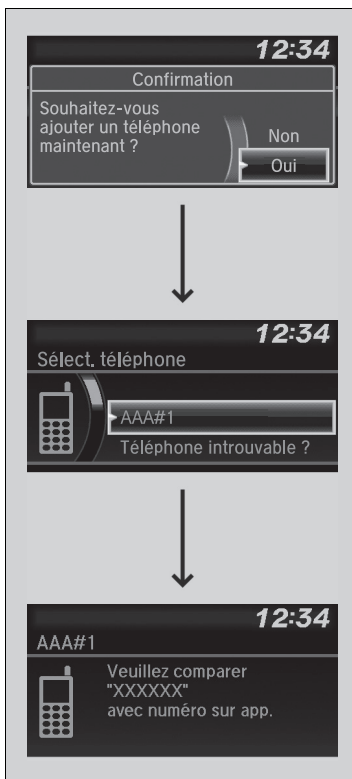 12:34
Confirmation
Souhaitez-vous
ajouter un téléphone
maintenant ?
Non
Oui
12:34
Sélect. téléphone
AAA#1
Téléphone introuvable ?
12:34
AAA#1
Veuillez comparer
"XXXXXX"
avec numéro sur app.